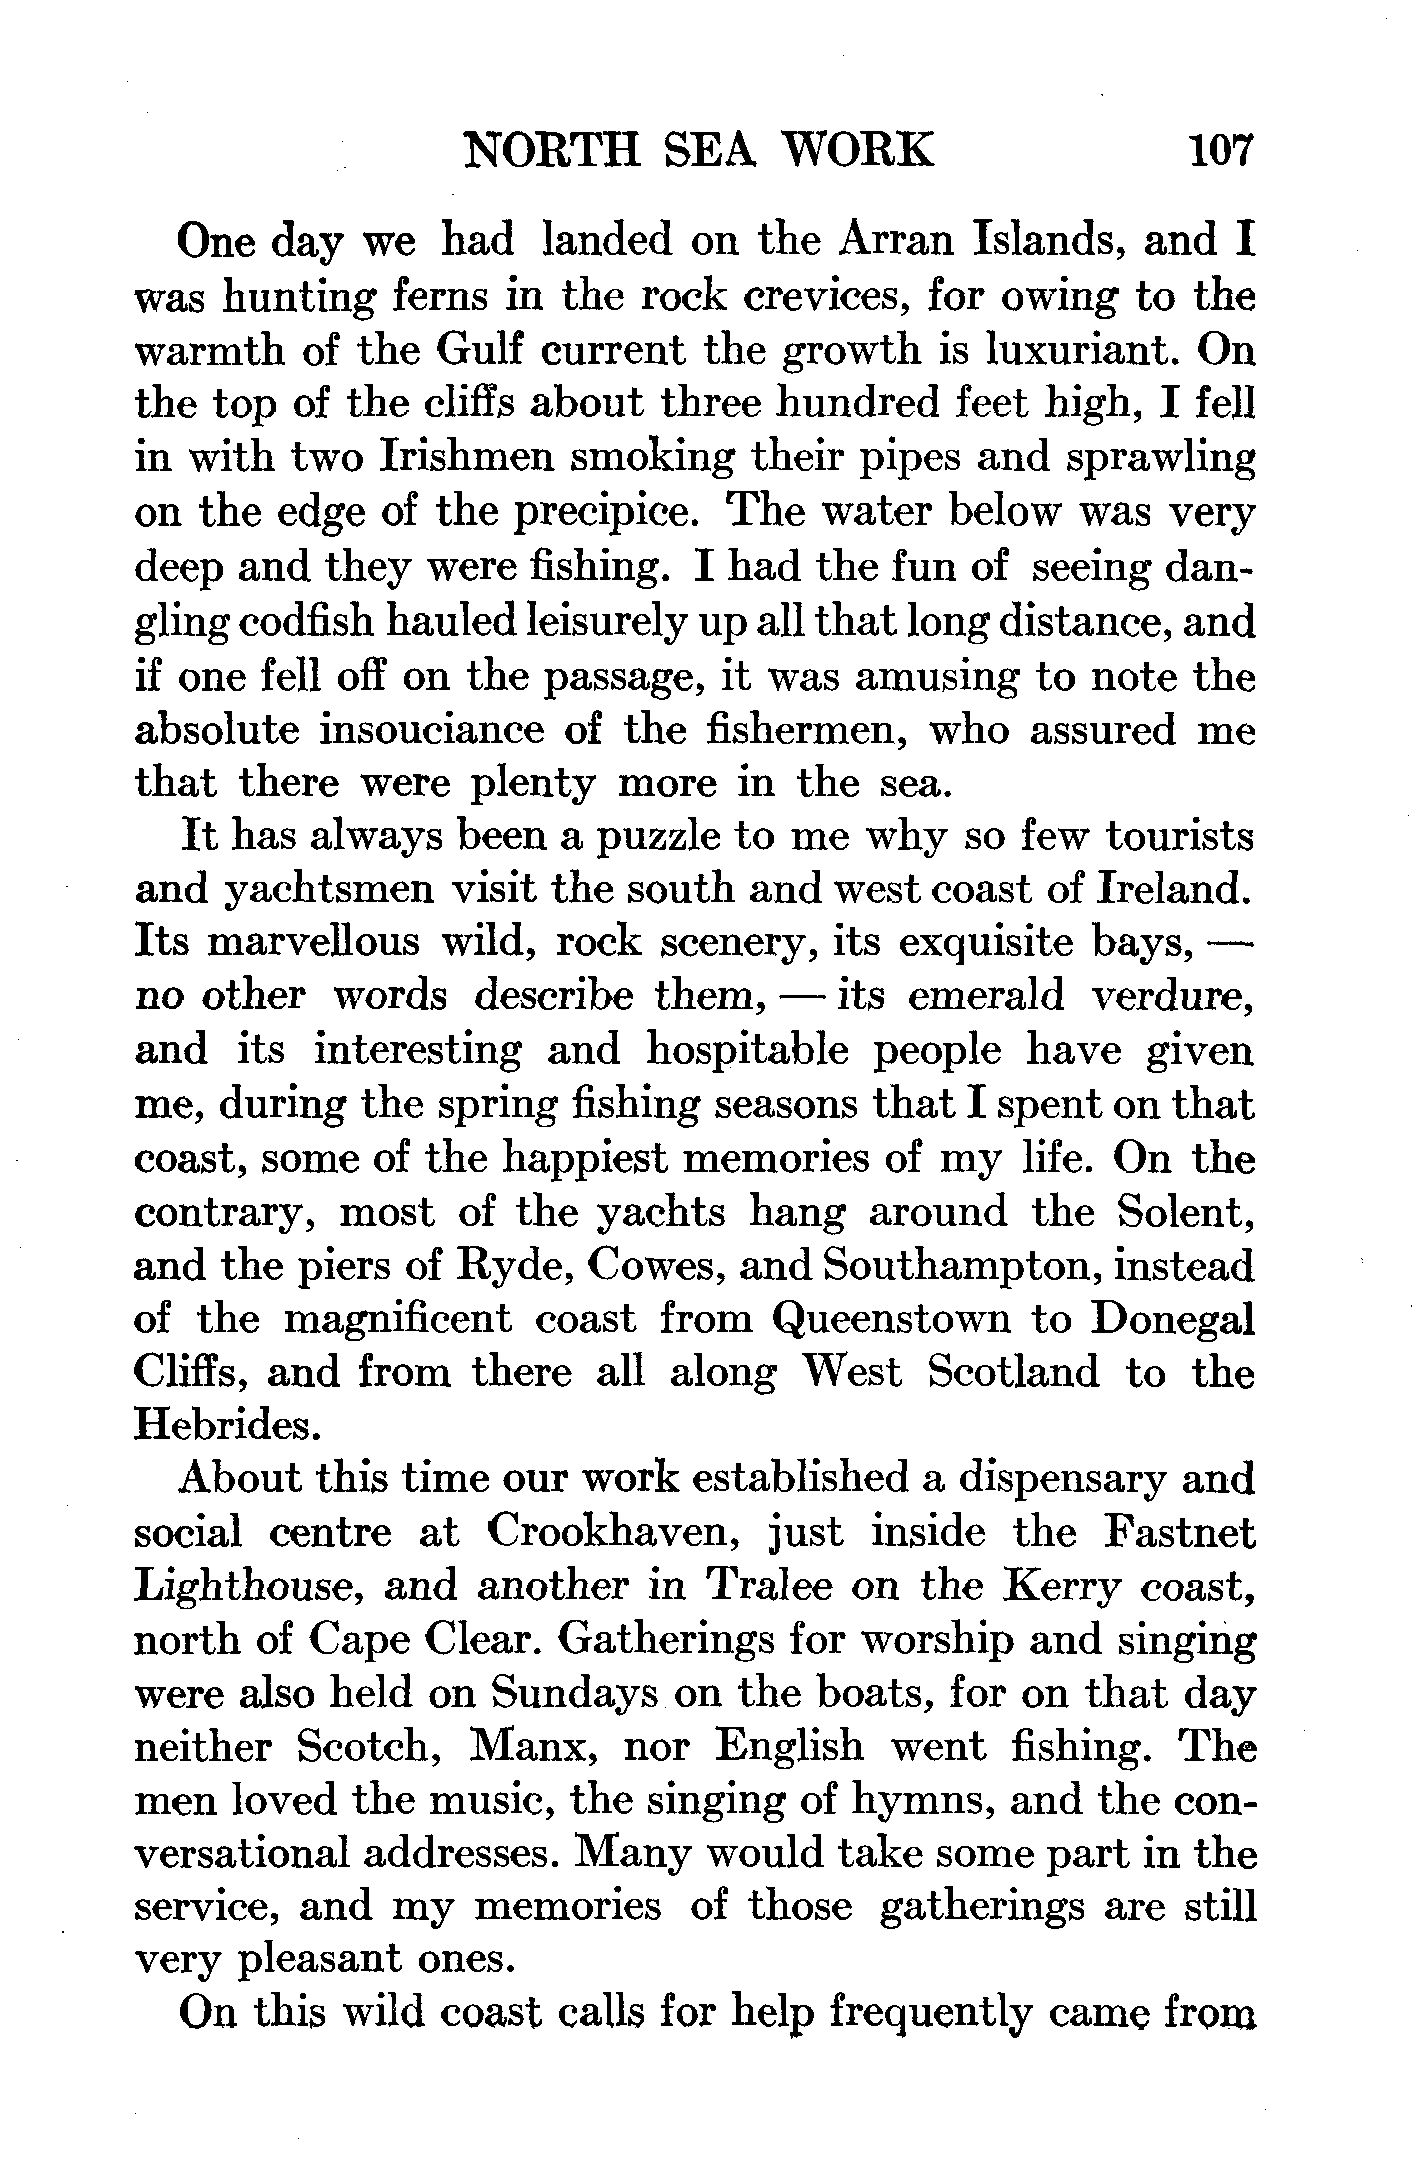 NORTH SEA WORK 107
One day we had landed on the Arran Islands, and I
was hunting ferns in the rock crevices, for owing to the
warmth of the Gulf current the growth is luxuriant. On
the top of the cliffs about three hundred feet high, I fell
in with two Irishmen smoking their pipes and sprawling
on the edge of the precipice. The water below was very
deep and they were fishing. I had the fun of seeing dan-
gling codfish hauled leisurely up all that long distance, and
if one fell off on the passage, it was amusing to note the
absolute insouciance of the fishermen, who assured me
that there were plenty more in the sea.
It has always been a puzzle to me why so few tourists
and yachtsmen visit the south and west coast of Ireland.
Its marvellous wild, rock scenery, its exquisite bays, —
no other words describe them, — its emerald verdure,
and its interesting and hospitable people have given
me, during the spring fishing seasons that I spent on that
coast, some of the happiest memories of my life. On the
contrary, most of the yachts hang around the Solent,
and the piers of Ryde, Cowes, and Southampton, instead
of the magnificent coast from Queenstown to Donegal
Cliffs, and from there all along West Scotland to the
Hebrides.
About this time our work established a dispensary and
social centre at Crookhaven, just inside the Fastnet
Lighthouse, and another in Tralee on the Kerry coast,
north of Cape Clear. Gatherings for worship and singing
were also held on Sundays on the boats, for on that day
neither Scotch, Manx, nor English went fishing. The
men loved the music, the singing of hymns, and the con-
versational addresses. Many would take some part in the
service, and my memories of those gatherings are still
very pleasant ones.
On this wild coast calls for help frequently came from